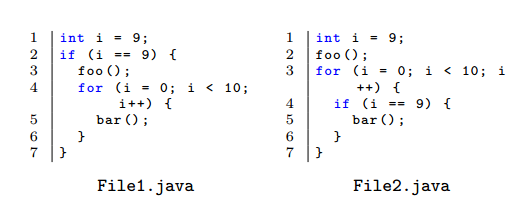 1 int i = 9;
2 if (i == 9) {
3 foo();
4 for (i = 0; i < 10;
i++) {
5 bar();
6 }
7 }
File1.java
1 int i = 9;
2 foo();
3 for (i = 0; i < 10; i
++) {
4 if (i == 9) {
5 bar();
6 }
7 }
File2.java